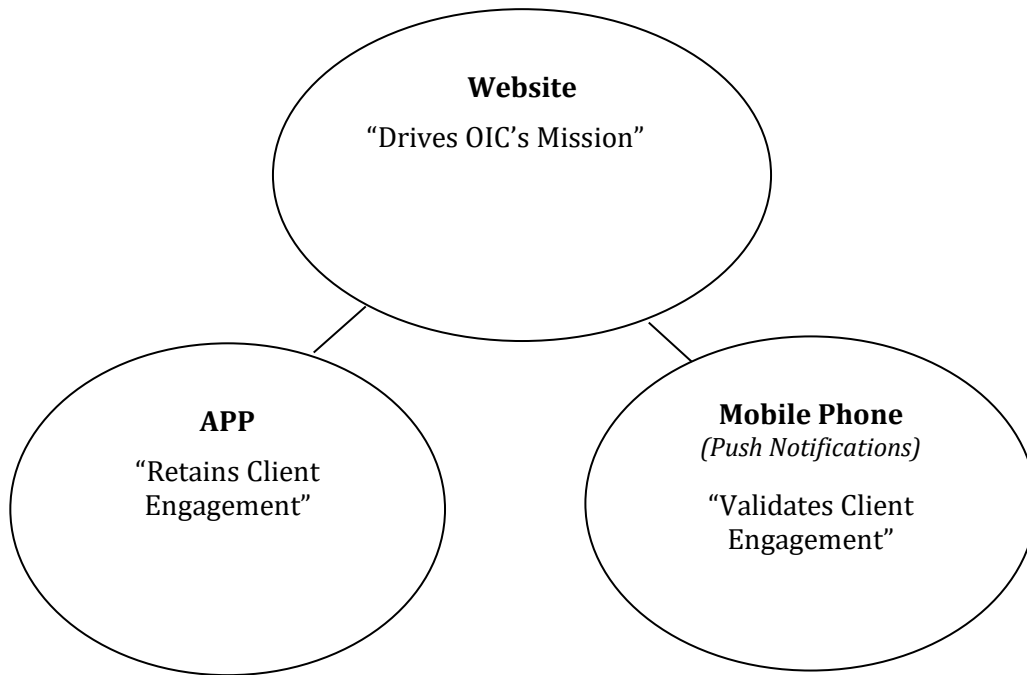 Website
“Drives OIC’s Mission”
APP
“Retains Client
Engagement”
Mobile Phone
(Push Notifications)
“Validates Client
Engagement”